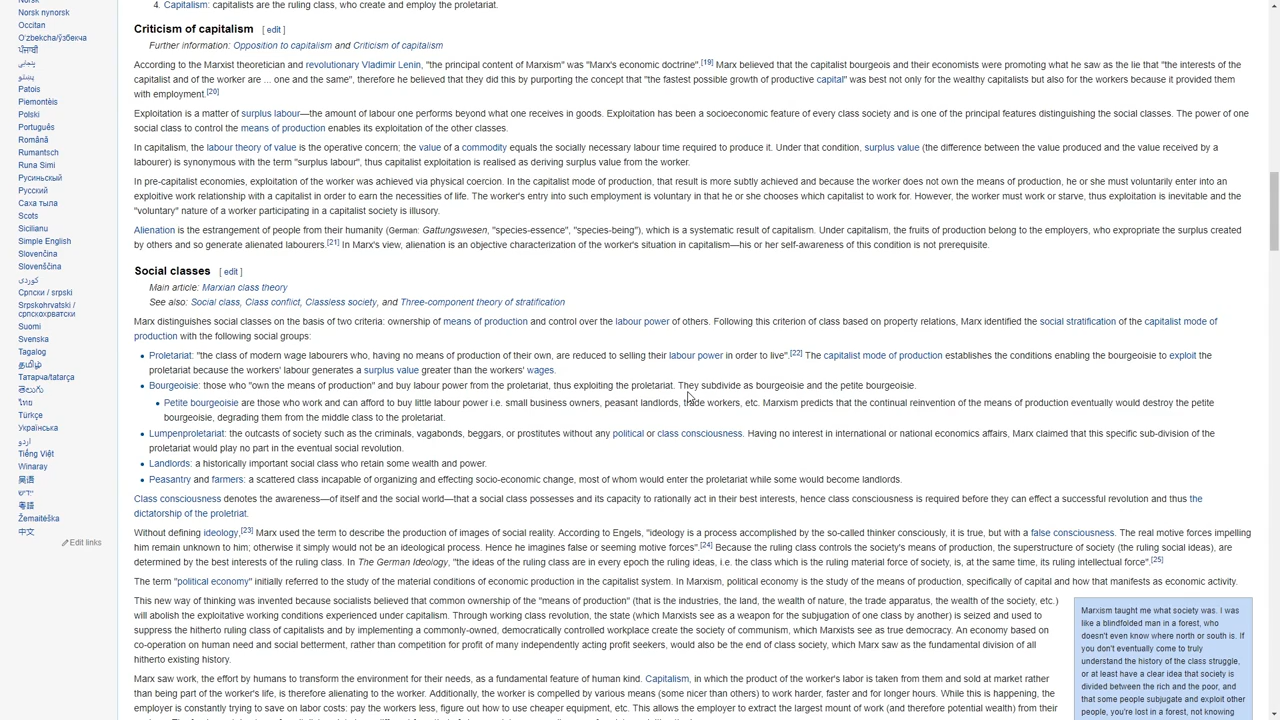 Norsk nynorsk
Occitan
Oʻzbekcha/ўзбекча
ਪੰਜਾਬੀ
پنجابی
پښتو
Patois
Piemontèis
Polski
Português
Română
Rumantsch
Runa Simi
Русиньскый
Русский
Саха тыла
Scots
Sicilianu
Simple English
Slovenčina
Slovenščina
کوردی
Српски / srpski
Srpskohrvatski /
српскохрватски
Suomi
Svenska
Tagalog
தமிழ்
Татарча/tatarça
తెలుగు
ไทย
Türkçe
Українська
اردو
Tiếng Việt
Winaray
吴语
ייִדיש
粵語
Žemaitėška
中文
Edit links
4. Capitalism: capitalists are the ruling class, who create and employ the proletariat.
Criticism of capitalism [ edit ]
Further information: Opposition to capitalism and Criticism of capitalism
According to the Marxist theoretician and revolutionary Vladimir Lenin, "the principal content of Marxism" was "Marx's economic doctrine".[19] Marx believed that the capitalist bourgeois and their economists were promoting what he saw as the lie that "the interests of the
capitalist and of the worker are ... one and the same", therefore he believed that they did this by purporting the concept that "the fastest possible growth of productive capital" was best not only for the wealthy capitalists but also for the workers because it provided them
with employment.[20]
Exploitation is a matter of surplus labour—the amount of labour one performs beyond what one receives in goods. Exploitation has been a socioeconomic feature of every class society and is one of the principal features distinguishing the social classes. The power of one
social class to control the means of production enables its exploitation of the other classes.
In capitalism, the labour theory of value is the operative concern; the value of a commodity equals the socially necessary labour time required to produce it. Under that condition, surplus value (the difference between the value produced and the value received by a
labourer) is synonymous with the term "surplus labour", thus capitalist exploitation is realised as deriving surplus value from the worker.
In pre-capitalist economies, exploitation of the worker was achieved via physical coercion. In the capitalist mode of production, that result is more subtly achieved and because the worker does not own the means of production, he or she must voluntarily enter into an
exploitive work relationship with a capitalist in order to earn the necessities of life. The worker's entry into such employment is voluntary in that he or she chooses which capitalist to work for. However, the worker must work or starve, thus exploitation is inevitable and the
"voluntary" nature of a worker participating in a capitalist society is illusory.
Alienation is the estrangement of people from their humanity (German: Gattungswesen, "species-essence", "species-being"), which is a systematic result of capitalism. Under capitalism, the fruits of production belong to the employers, who expropriate the surplus created
by others and so generate alienated labourers.[21] In Marx's view, alienation is an objective characterization of the worker's situation in capitalism—his or her self-awareness of this condition is not prerequisite.
Social classes [ edit ]
Main article: Marxian class theory
See also: Social class, Class conflict, Classless society, and Three-component theory of stratification
Marx distinguishes social classes on the basis of two criteria: ownership of means of production and control over the labour power of others. Following this criterion of class based on property relations, Marx identified the social stratification of the capitalist mode of
production with the following social groups:
• Proletariat: "the class of modern wage labourers who, having no means of production of their own, are reduced to selling their labour power in order to live".[22] The capitalist mode of production establishes the conditions enabling the bourgeoisie to exploit the
proletariat because the workers' labour generates a surplus value greater than the workers' wages.
• Bourgeoisie: those who "own the means of production" and buy labour power from the proletariat, thus exploiting the proletariat. They subdivide as bourgeoisie and the petite bourgeoisie.
• Petite bourgeoisie are those who work and can afford to buy little labour power i.e. small business owners, peasant landlords, trade workers, etc. Marxism predicts that the continual reinvention of the means of production eventually would destroy the petite
bourgeoisie, degrading them from the middle class to the proletariat.
• Lumpenproletariat: the outcasts of society such as the criminals, vagabonds, beggars, or prostitutes without any political or class consciousness. Having no interest in international or national economics affairs, Marx claimed that this specific sub-division of the
proletariat would play no part in the eventual social revolution.
• Landlords: a historically important social class who retain some wealth and power.
• Peasantry and farmers: a scattered class incapable of organizing and effecting socio-economic change, most of whom would enter the proletariat while some would become landlords.
Class consciousness denotes the awareness—of itself and the social world—that a social class possesses and its capacity to rationally act in their best interests, hence class consciousness is required before they can effect a successful revolution and thus the
dictatorship of the proletriat.
Without defining ideology,[23] Marx used the term to describe the production of images of social reality. According to Engels, "ideology is a process accomplished by the so-called thinker consciously, it is true, but with a false consciousness. The real motive forces impelling
him remain unknown to him; otherwise it simply would not be an ideological process. Hence he imagines false or seeming motive forces".[24] Because the ruling class controls the society's means of production, the superstructure of society (the ruling social ideas), are
determined by the best interests of the ruling class. In The German Ideology, "the ideas of the ruling class are in every epoch the ruling ideas, i.e. the class which is the ruling material force of society, is, at the same time, its ruling intellectual force".[25]
The term "political economy" initially referred to the study of the material conditions of economic production in the capitalist system. In Marxism, political economy is the study of the means of production, specifically of capital and how that manifests as economic activity.
This new way of thinking was invented because socialists believed that common ownership of the "means of production" (that is the industries, the land, the wealth of nature, the trade apparatus, the wealth of the society, etc.)
will abolish the exploitative working conditions experienced under capitalism. Through working class revolution, the state (which Marxists see as a weapon for the subjugation of one class by another) is seized and used to
suppress the hitherto ruling class of capitalists and by implementing a commonly-owned, democratically controlled workplace create the society of communism, which Marxists see as true democracy. An economy based on
co-operation on human need and social betterment, rather than competition for profit of many independently acting profit seekers, would also be the end of class society, which Marx saw as the fundamental division of all
hitherto existing history.
Marx saw work, the effort by humans to transform the environment for their needs, as a fundamental feature of human kind. Capitalism, in which the product of the worker's labor is taken from them and sold at market rather
than being part of the worker's life, is therefore alienating to the worker. Additionally, the worker is compelled by various means (some nicer than others) to work harder, faster and for longer hours. While this is happening, the
employer is constantly trying to save on labor costs: pay the workers less, figure out how to use cheaper equipment, etc. This allows the employer to extract the largest mount of work (and therefore potential wealth) from their
Marxism taught me what society was. I was
like a blindfolded man in a forest, who
doesn't even know where north or south is. If
you don't eventually come to truly
understand the history of the class struggle,
or at least have a clear idea that society is
divided between the rich and the poor, and
that some people subjugate and exploit other
people, you're lost in a forest, not knowing